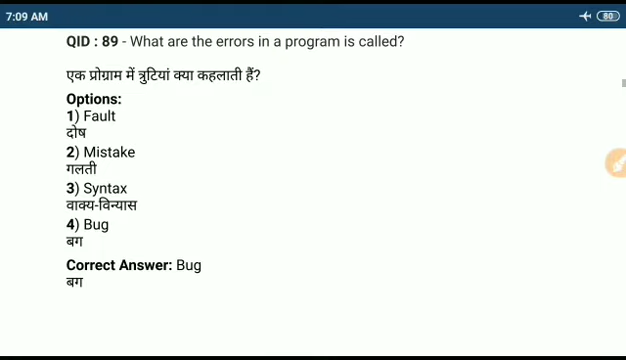 7:09 AM
80
QID : 89 - What are the errors in a program is called?
एक प्रोग्राम में त्रुटियां क्या कहलाती हैं?
Options:
1) Fault
दोष
2) Mistake
गलती
3) Syntax
वाक्य-विन्यास
4) Bug
बग
Correct Answer: Bug
बग